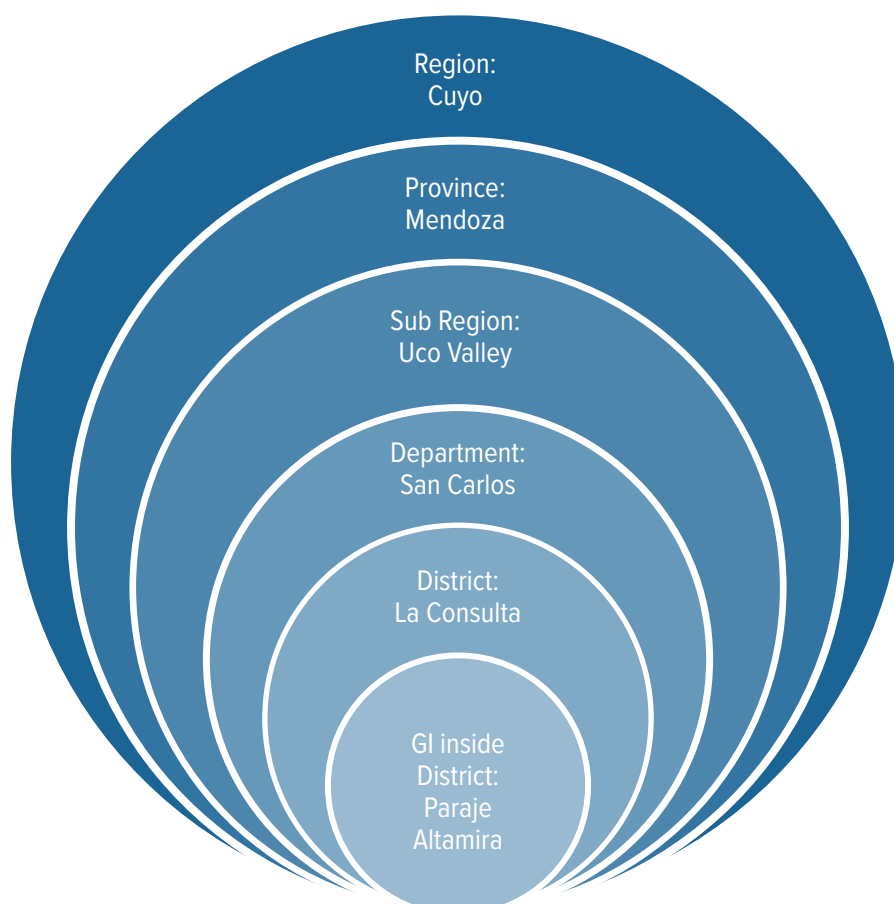 Region:
Cuyo
Province:
Mendoza
Sub Region:
Uco Valley
Department:
San Carlos
District:
La Consulta
GI inside
District:
Paraje
Altamira